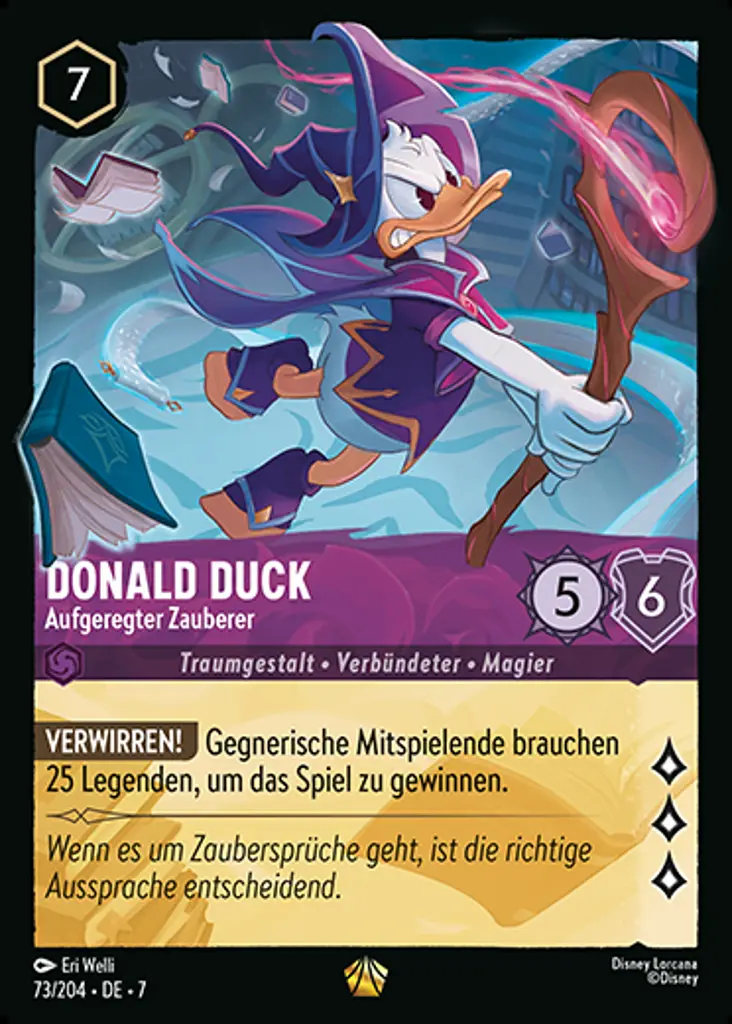 7
DONALD DUCK
Aufgeregter Zauberer
5
6
Traumgestalt • Verbündeter • Magier
VERWIRREN! Gegnerische Mitspielende brauchen
25 Legenden, um das Spiel zu gewinnen.
Wenn es um Zaubersprüche geht, ist die richtige
Aussprache entscheidend.
Eri Welli
Disney Lorcana
73/204 • DE • 7
©Disney